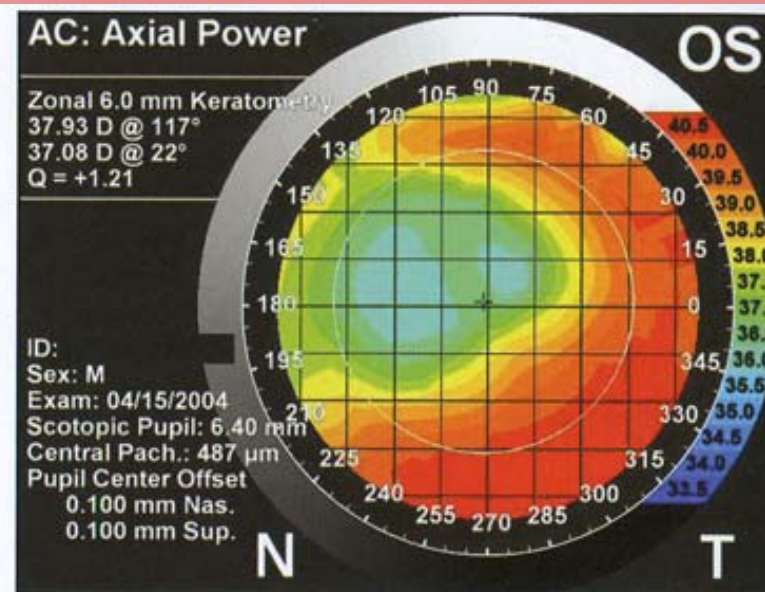 AC: Axial Power
OS
Zonal 6.0 mm Keratometry
37.93 D @ 117°
37.08 D @ 22°
Q = +1.21
ID:
Sex: M
Exam: 04/15/2004
Scotopic Pupil: 6.40 mm
Central Pach.: 487 µm
Pupil Center Offset
0.100 mm Nas.
0.100 mm Sup.
N
T
90
75
60
45
30
15
0
345
330
315
300
285
270
255
240
225
210
195
180
165
150
135
120
105
40.5
40.0
39.5
39.0
38.5
36.0
35.5
35.0
34.5
34.0
33.5